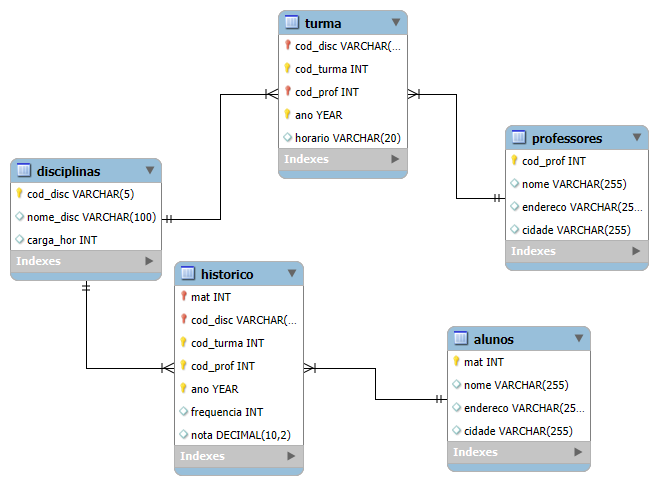 turma
cod_disc VARCHAR(...
cod_turma INT
cod_prof INT
ano YEAR
horario VARCHAR(20)
Indexes
professores
cod_prof INT
nome VARCHAR(255)
endereco VARCHAR(25...
cidade VARCHAR(255)
Indexes
disciplinas
cod_disc VARCHAR(5)
nome_disc VARCHAR(100)
carga_hor INT
Indexes
historico
mat INT
cod_disc VARCHAR(...
cod_turma INT
cod_prof INT
ano YEAR
frequencia INT
nota DECIMAL(10,2)
Indexes
alunos
mat INT
nome VARCHAR(255)
endereco VARCHAR(25...
cidade VARCHAR(255)
Indexes